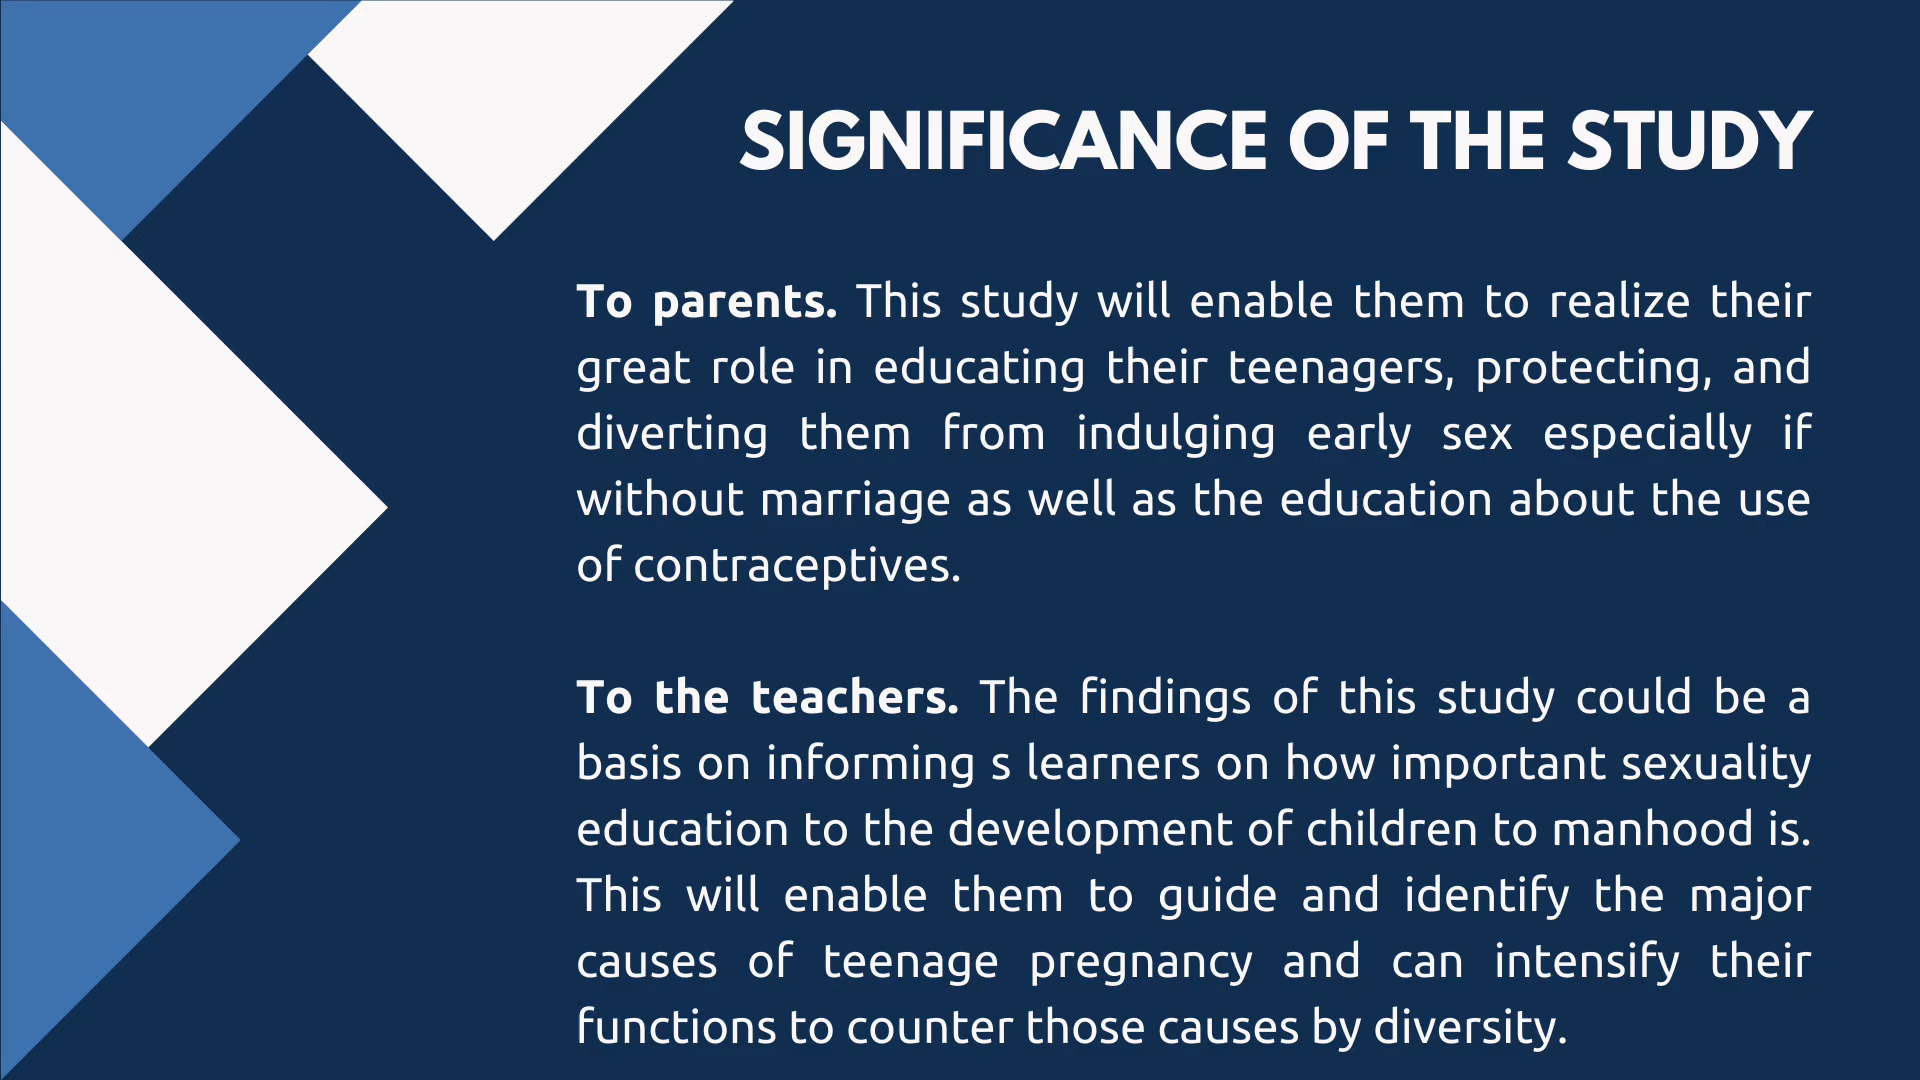 SIGNIFICANCE OF THE STUDY
To parents. This study will enable them to realize their
great role in educating their teenagers, protecting, and
diverting them from indulging early sex especially if
without marriage as well as the education about the use
of contraceptives.
To the teachers. The findings of this study could be a
basis on informing s learners on how important sexuality
education to the development of children to manhood is.
This will enable them to guide and identify the major
causes of teenage pregnancy and can intensify their
functions to counter those causes by diversity.